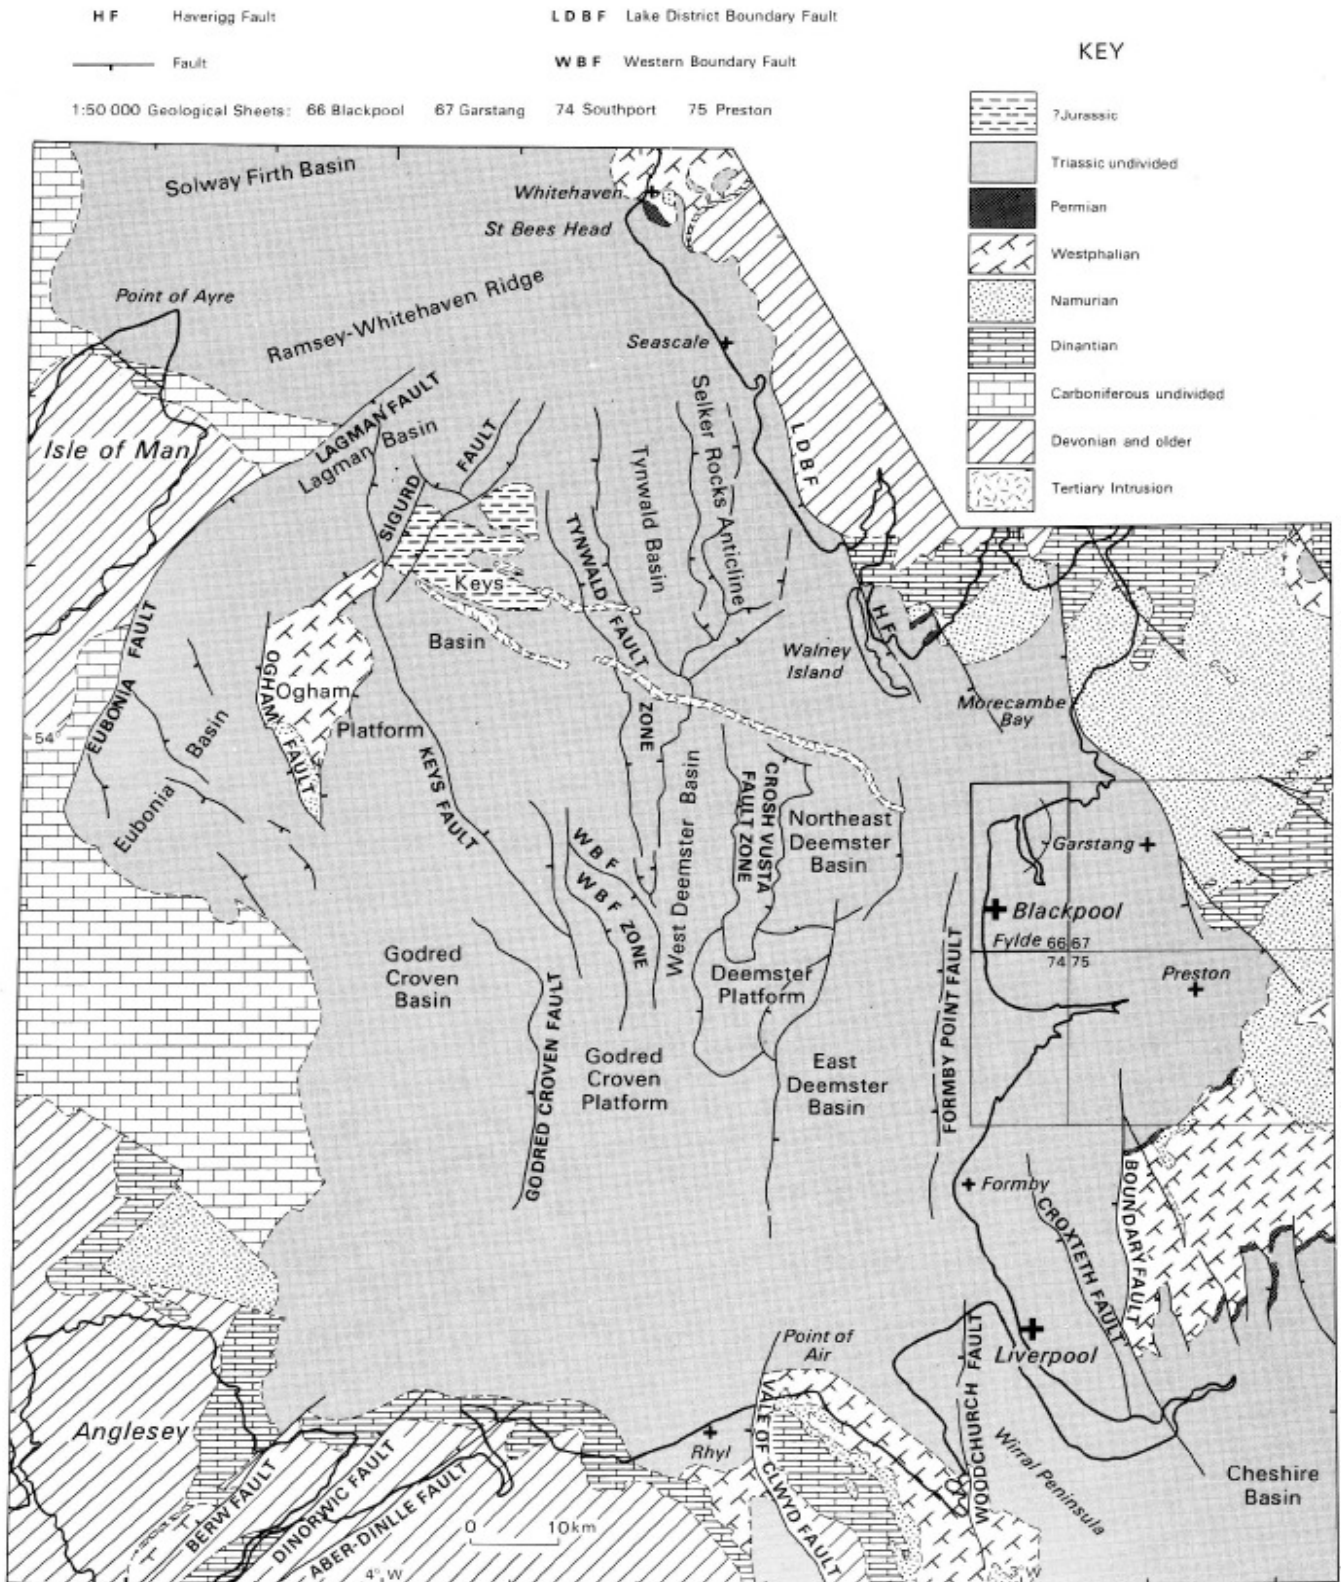 HF Haverigg Fault
LDBF Lake District Boundary Fault
Fault
WBF Western Boundary Fault
1:50 000 Geological Sheets: 66 Blackpool 67 Garstang 74 Southport 75 Preston
KEY
?Jurassic
Triassic undivided
Permian
Westphalian
Namurian
Dinantian
Carboniferous undivided
Devonian and older
Tertiary Intrusion
Solway Firth Basin
Whitehaven
St Bees Head
Point of Ayre
Ramsey-Whitehaven Ridge
Seascale
Isle of Man
LAGMAN FAULT
Lagman Basin
SIGURD
FAULT
Selker Rocks Anticline
Tynwald Basin
LDBF
TYNWALD
FAULT
ZONE
Keys
Basin
HF
Walney
Island
Morecambe
Bay
EUBONIA FAULT
OGHAM
FAULT
Ogham
Platform
54°
Eubonia
Basin
KEYS FAULT
WBF
WBF ZONE
West Deemster Basin
CROSH VUSTA
FAULT ZONE
Northeast
Deemster
Basin
Garstang
Blackpool
Fylde
66 67
74 75
Preston
Godred
Croven
Basin
Deemster
Platform
FORMBY POINT FAULT
GODRED CROVEN FAULT
Godred
Croven
Platform
East
Deemster
Basin
Formby
CROXTETH FAULT
BOUNDARY FAULT
Point of
Air
Liverpool
WOODCHURCH FAULT
VALE OF CLWYD FAULT
Rhyl
Wirral Peninsula
Cheshire
Basin
Anglesey
BERW FAULT
DINORWIC FAULT
ABER-DINLLE FAULT
0 10km
4° W
3° W